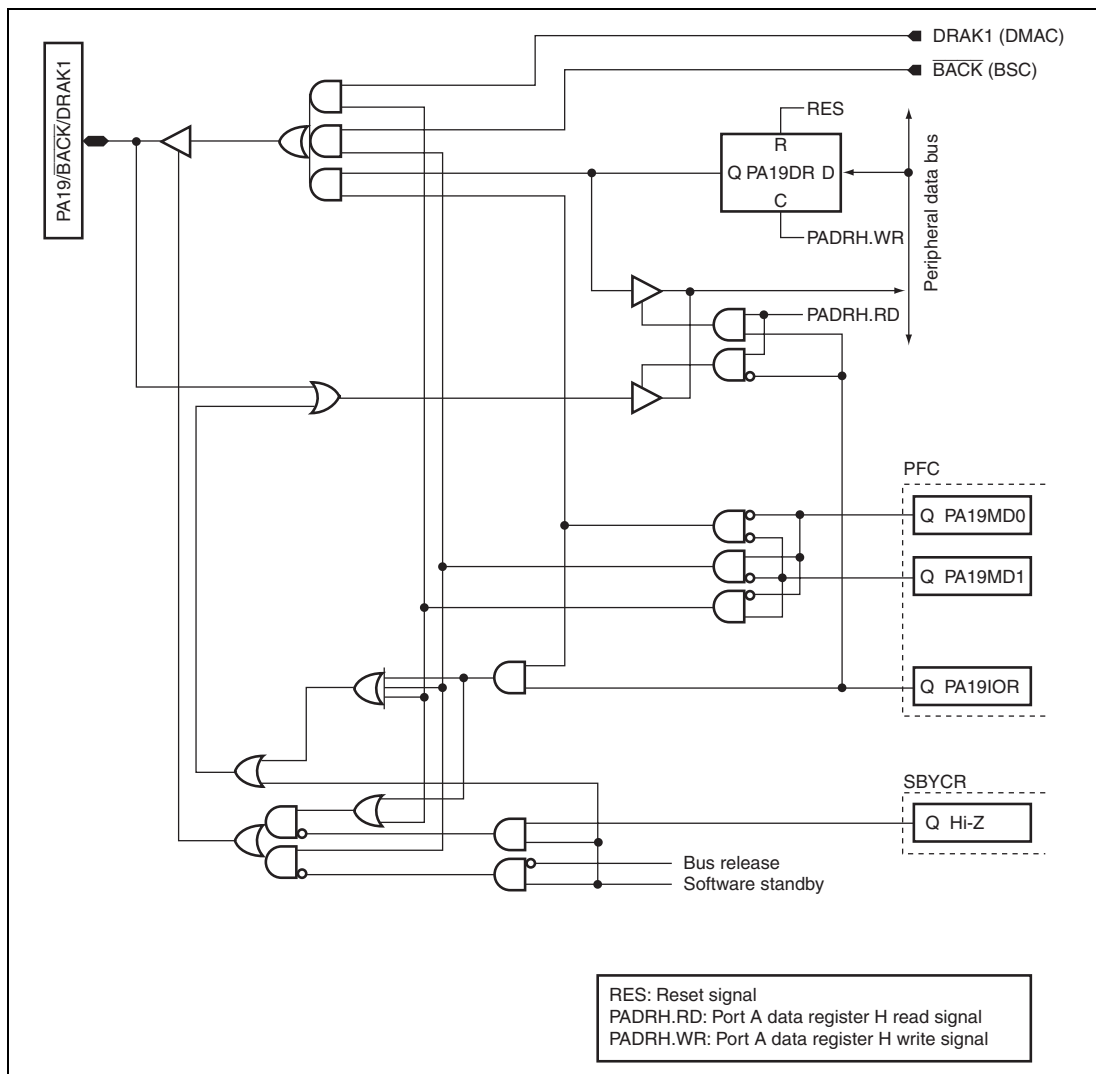 PA19/BACK/DRAK1
DRAK1 (DMAC)
BACK (BSC)
RES
R
Q PA19DR D
C
PADRH.WR
Peripheral data bus
PADRH.RD
PFC
Q PA19MD0
Q PA19MD1
Q PA19IOR
SBYCR
Q Hi-Z
Bus release
Software standby
RES: Reset signal
PADRH.RD: Port A data register H read signal
PADRH.WR: Port A data register H write signal